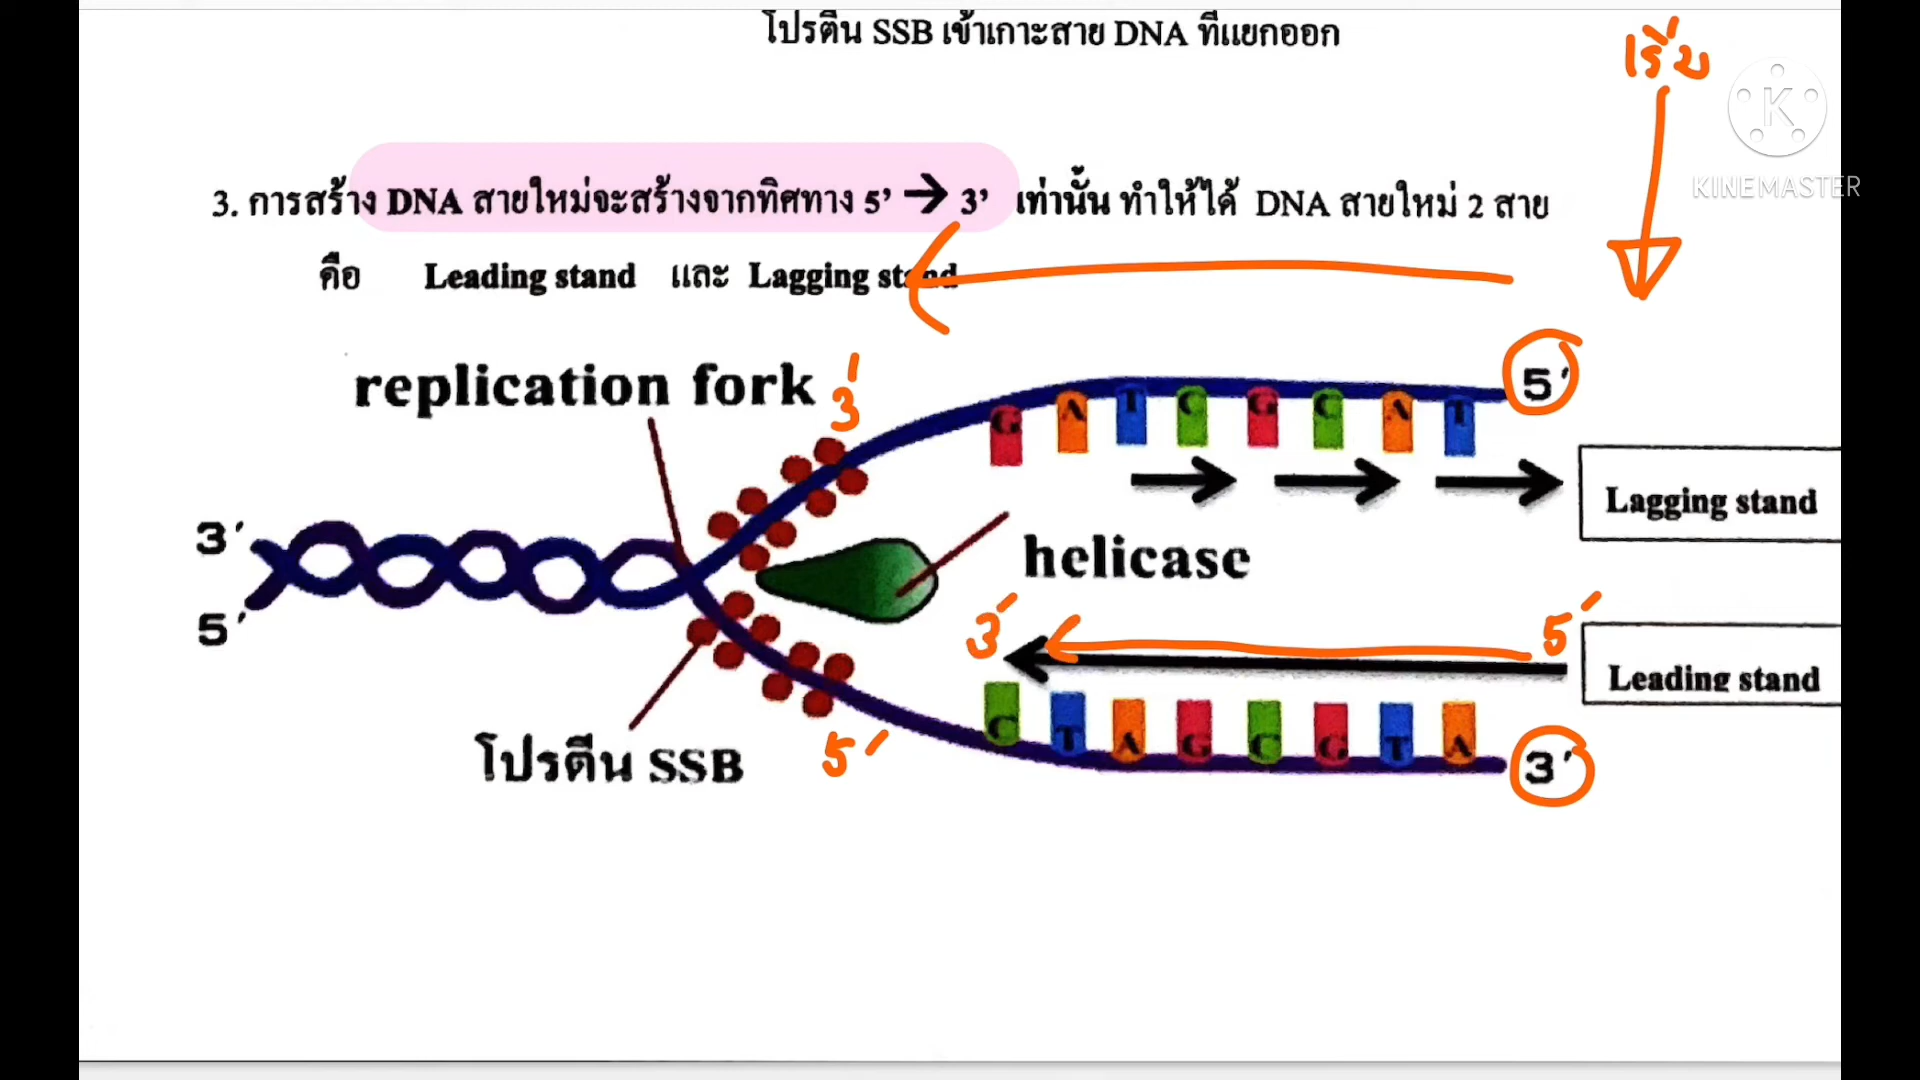 โปรตีน SSB เข้าเกาะสาย DNA ที่แยกออก
เริ่ม
K
KINEMASTER
3. การสร้าง DNA สายใหม่จะสร้างจากทิศทาง 5’ → 3’ เท่านั้น ทำให้ได้ DNA สายใหม่ 2 สาย
คือ Leading stand และ Lagging stand
replication fork
3'
5'
G A T C G C A T
Lagging stand
3'
helicase
5'
3'
5'
Leading stand
C T A G C G T A
โปรตีน SSB
5'
3'